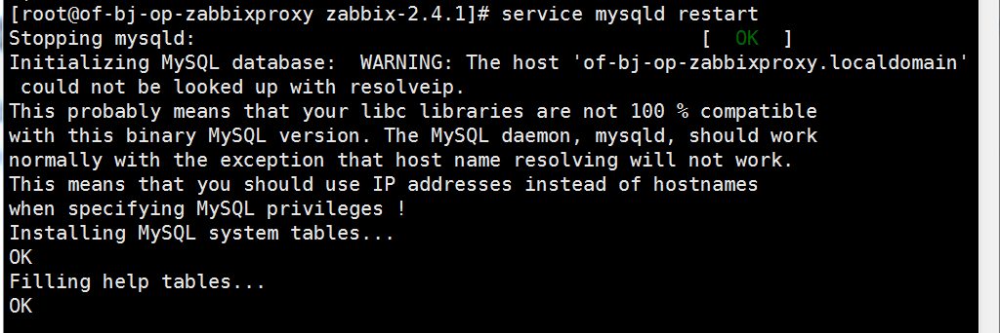 [root@of-bj-op-zabbixproxy zabbix-2.4.1]# service mysqld restart
Stopping mysqld:                                           [  OK  ]
Initializing MySQL database:  WARNING: The host 'of-bj-op-zabbixproxy.localdomain'
 could not be looked up with resolveip.
This probably means that your libc libraries are not 100 % compatible
with this binary MySQL version. The MySQL daemon, mysqld, should work
normally with the exception that host name resolving will not work.
This means that you should use IP addresses instead of hostnames
when specifying MySQL privileges !
Installing MySQL system tables...
OK
Filling help tables...
OK